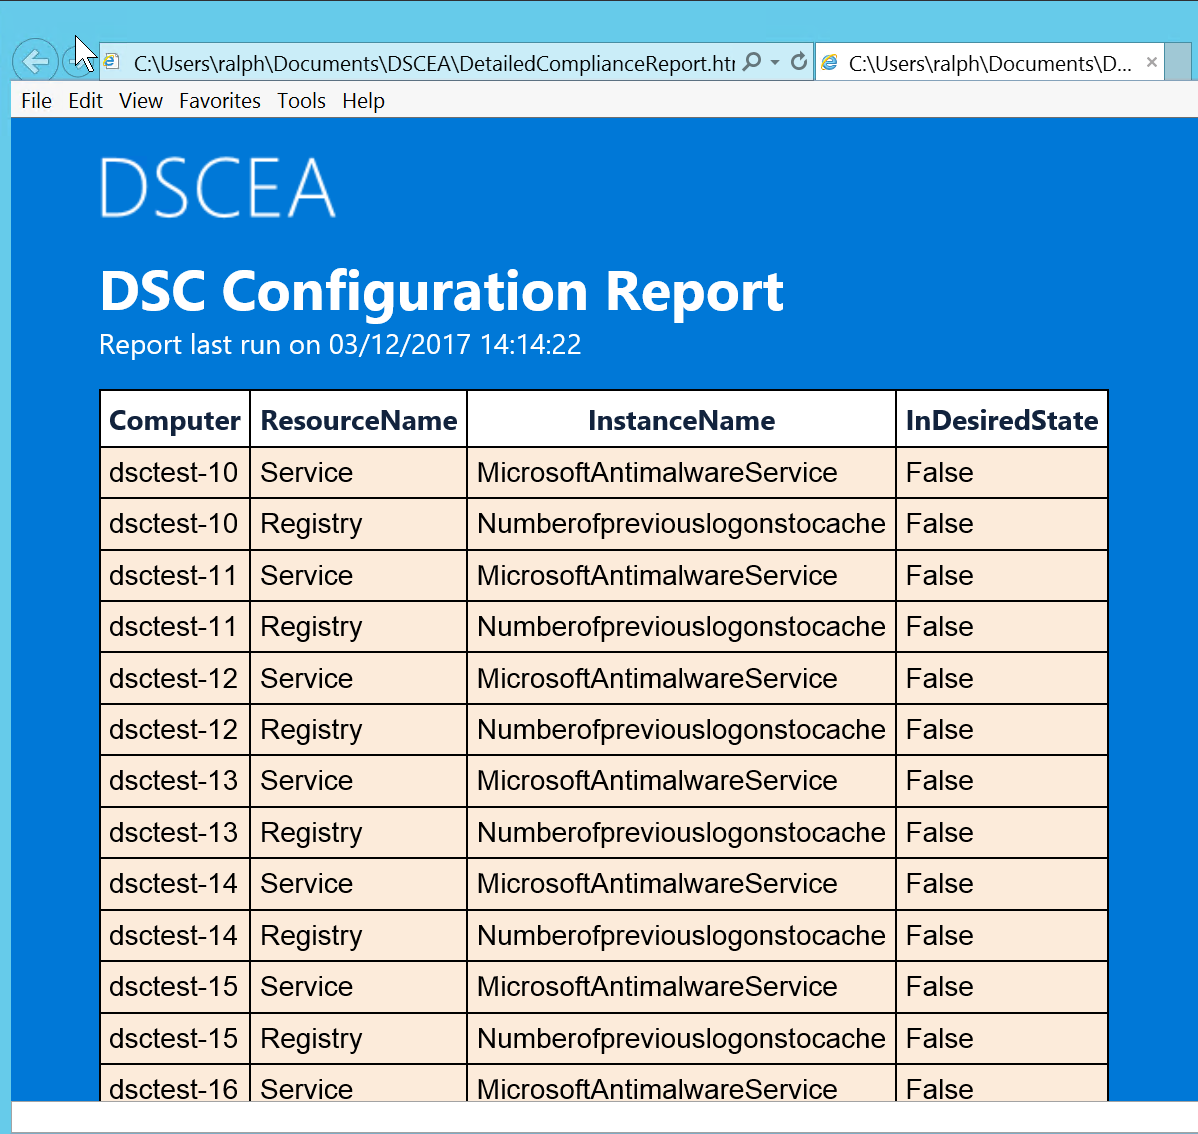 C:\Users\ralph\Documents\DSCEA\DetailedComplianceReport.htr
C:\Users\ralph\Documents\D...
File Edit View Favorites Tools Help
DSCEA
DSC Configuration Report
Report last run on 03/12/2017 14:14:22
Computer ResourceName InstanceName InDesiredState
dsctest-10 Service MicrosoftAntimalwareService False
dsctest-10 Registry Numberofpreviouslogonstocache False
dsctest-11 Service MicrosoftAntimalwareService False
dsctest-11 Registry Numberofpreviouslogonstocache False
dsctest-12 Service MicrosoftAntimalwareService False
dsctest-12 Registry Numberofpreviouslogonstocache False
dsctest-13 Service MicrosoftAntimalwareService False
dsctest-13 Registry Numberofpreviouslogonstocache False
dsctest-14 Service MicrosoftAntimalwareService False
dsctest-14 Registry Numberofpreviouslogonstocache False
dsctest-15 Service MicrosoftAntimalwareService False
dsctest-15 Registry Numberofpreviouslogonstocache False
dsctest-16 Service MicrosoftAntimalwareService False